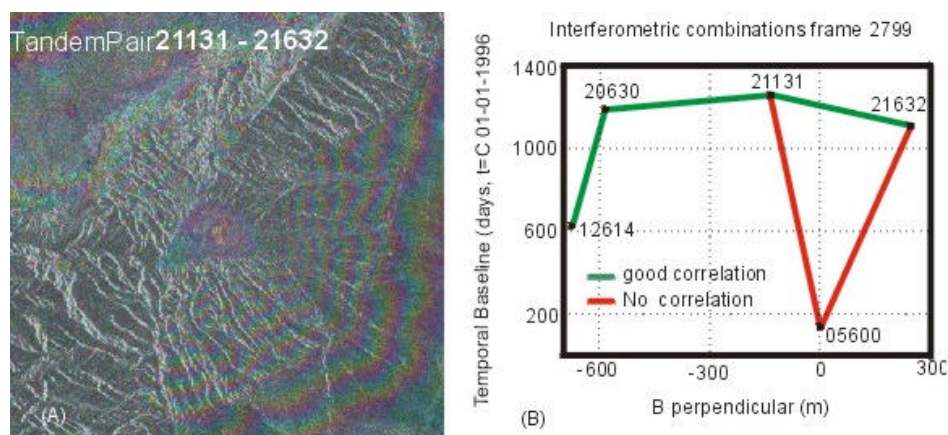 TandemPair21131 - 21632
(A)
Interferometric combinations frame 2799
Temporal Baseline (days, t=C 01-01-1996
1400
1000
600
200
20630
21131
21632
12614
good correlation
No correlation
05600
-600
-300
0
300
(B)
B perpendicular (m)